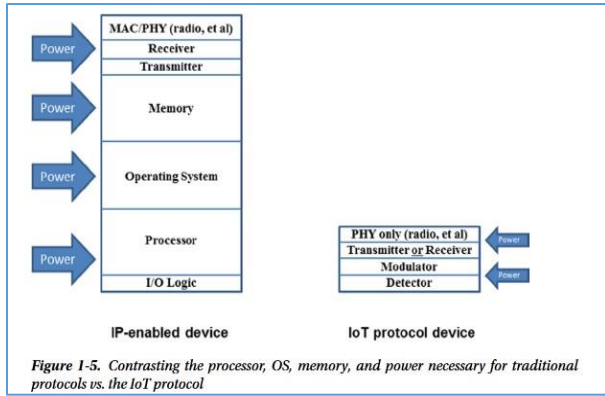 MAC/PHY (radio, et al)
Power
Receiver
Transmitter
Power
Memory
Power
Operating System
Power
Processor
I/O Logic
PHY only (radio, et al)
Power
Transmitter or Receiver
Modulator
Power
Detector
IP-enabled device
IoT protocol device
Figure 1-5. Contrasting the processor, OS, memory, and power necessary for traditional
protocols vs. the IoT protocol